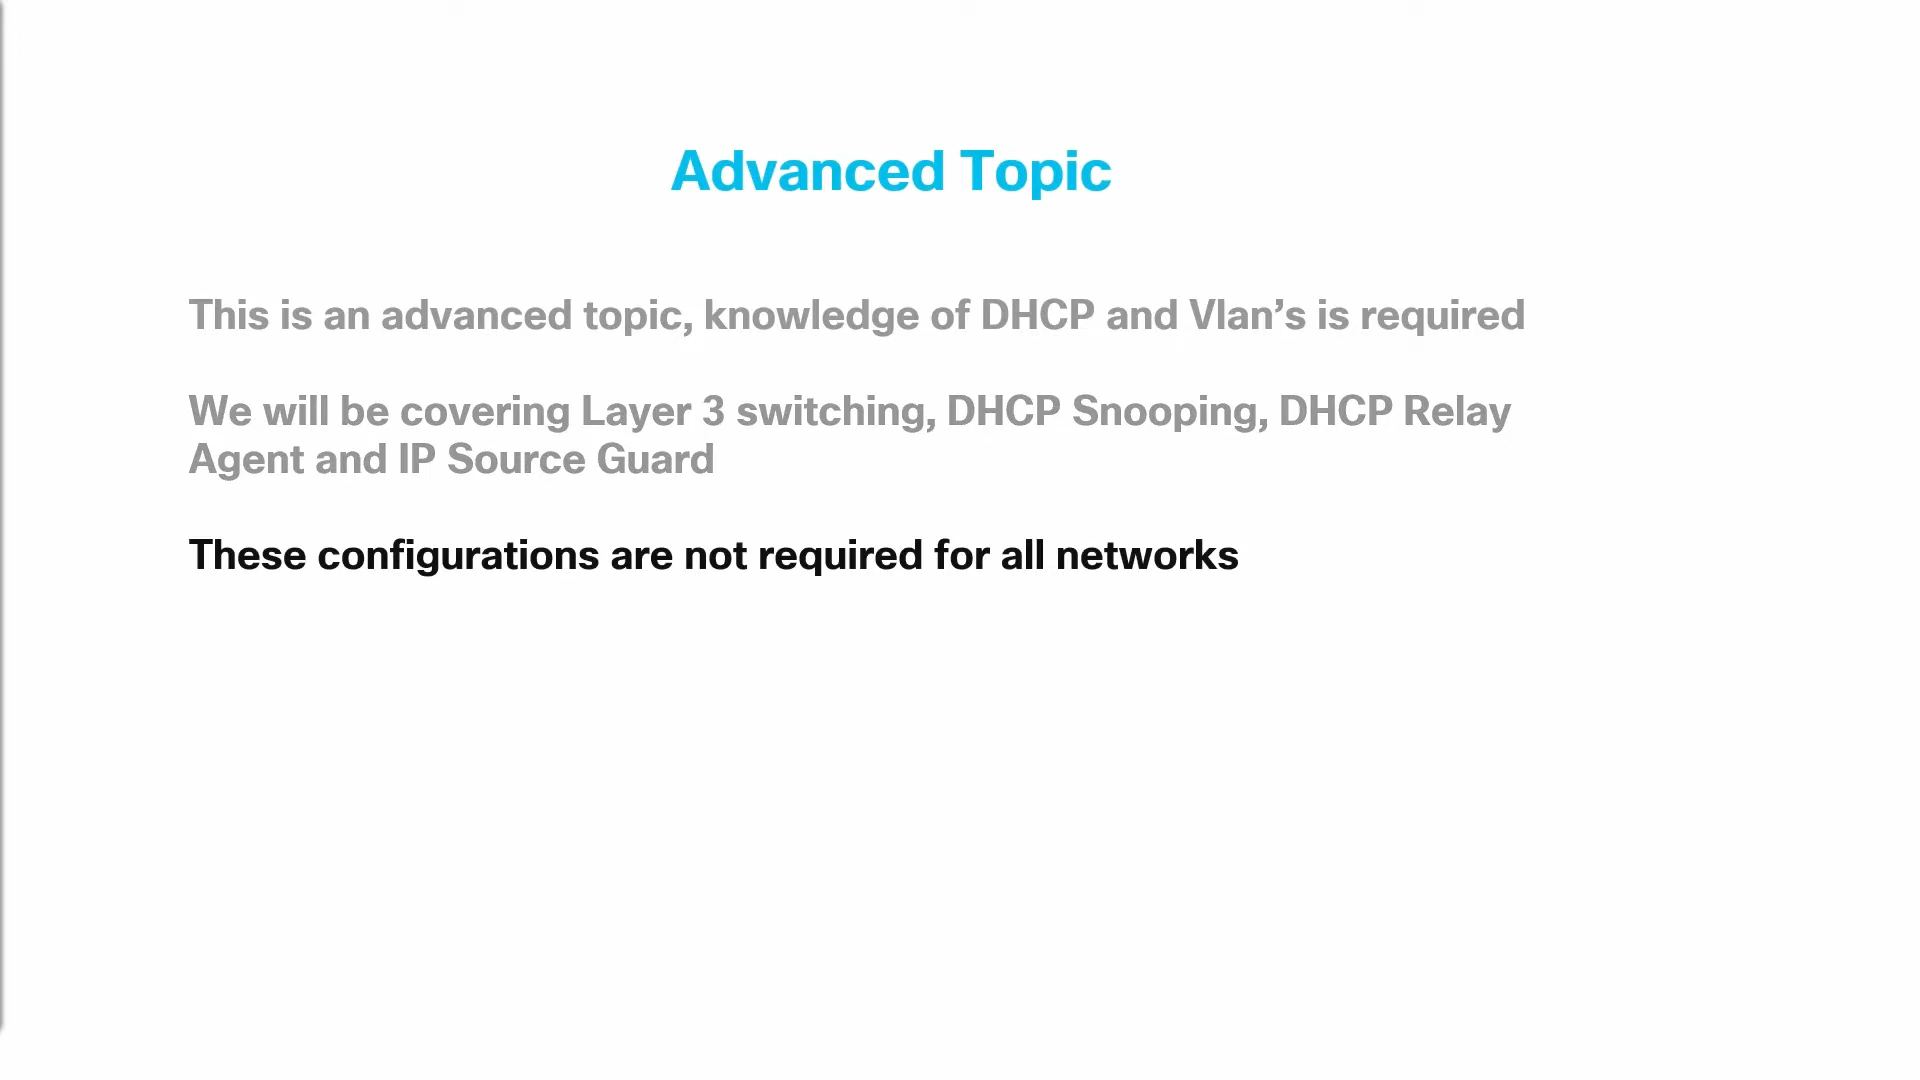 Advanced Topic
This is an advanced topic, knowledge of DHCP and Vlan’s is required
We will be covering Layer 3 switching, DHCP Snooping, DHCP Relay
Agent and IP Source Guard
These configurations are not required for all networks